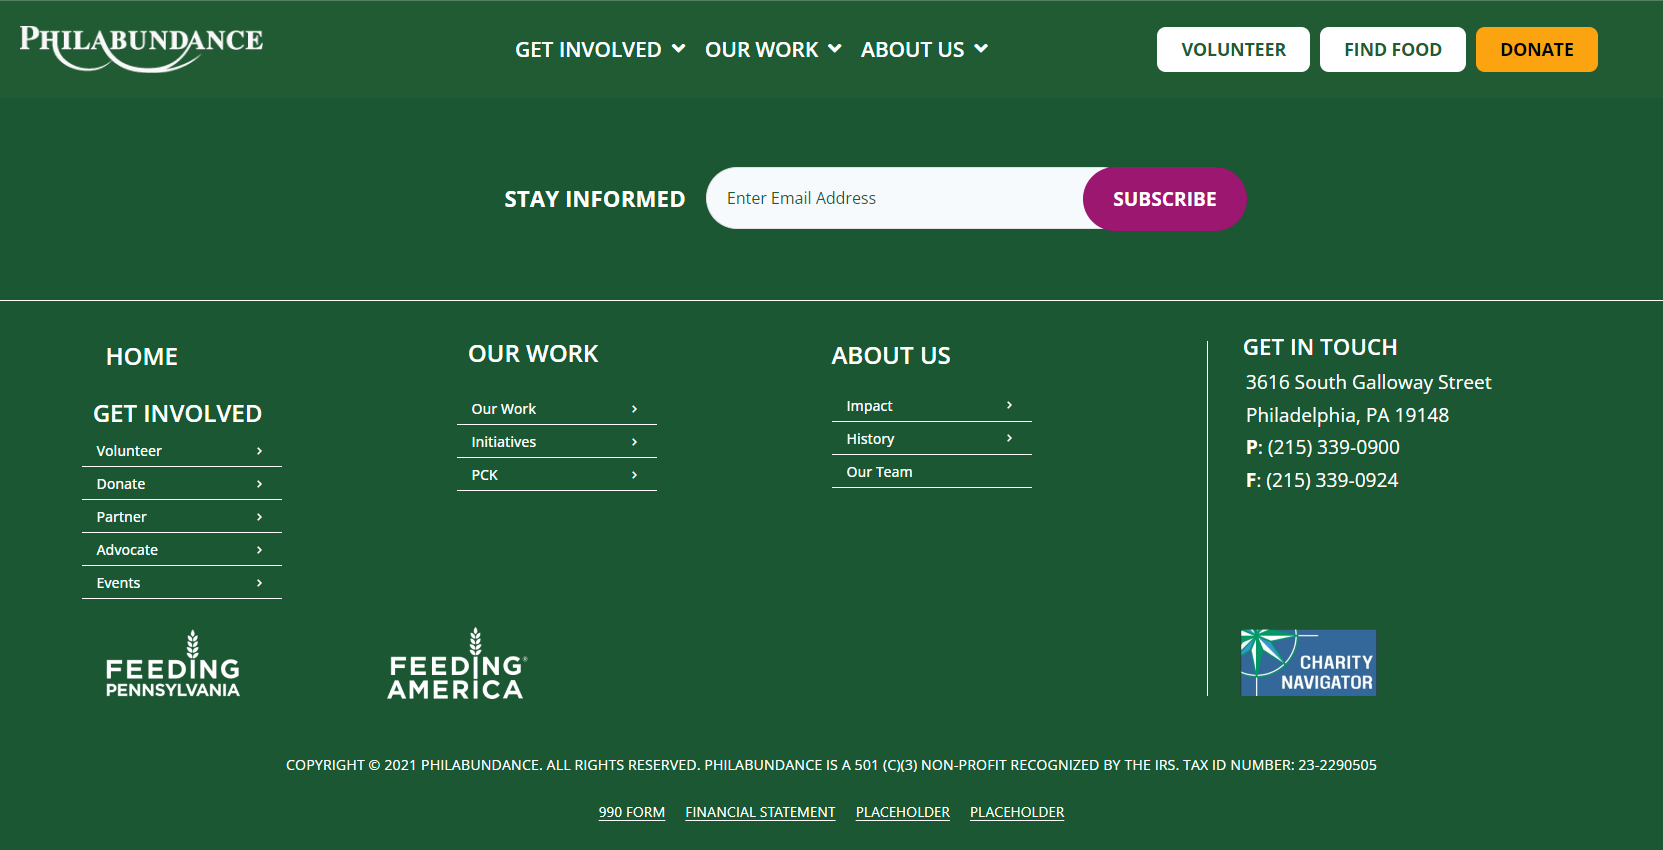 PHILABUNDANCE
GET INVOLVED OUR WORK ABOUT US
VOLUNTEER FIND FOOD DONATE
STAY INFORMED Enter Email Address SUBSCRIBE
HOME
GET INVOLVED
Volunteer
Donate
Partner
Advocate
Events
OUR WORK
Our Work
Initiatives
PCK
ABOUT US
Impact
History
Our Team
GET IN TOUCH
3616 South Galloway Street
Philadelphia, PA 19148
P: (215) 339-0900
F: (215) 339-0924
FEEDING
PENNSYLVANIA
FEEDING®
AMERICA
CHARITY
NAVIGATOR
COPYRIGHT © 2021 PHILABUNDANCE. ALL RIGHTS RESERVED. PHILABUNDANCE IS A 501 (C)(3) NON-PROFIT RECOGNIZED BY THE IRS. TAX ID NUMBER: 23-2290505
990 FORM FINANCIAL STATEMENT PLACEHOLDER PLACEHOLDER